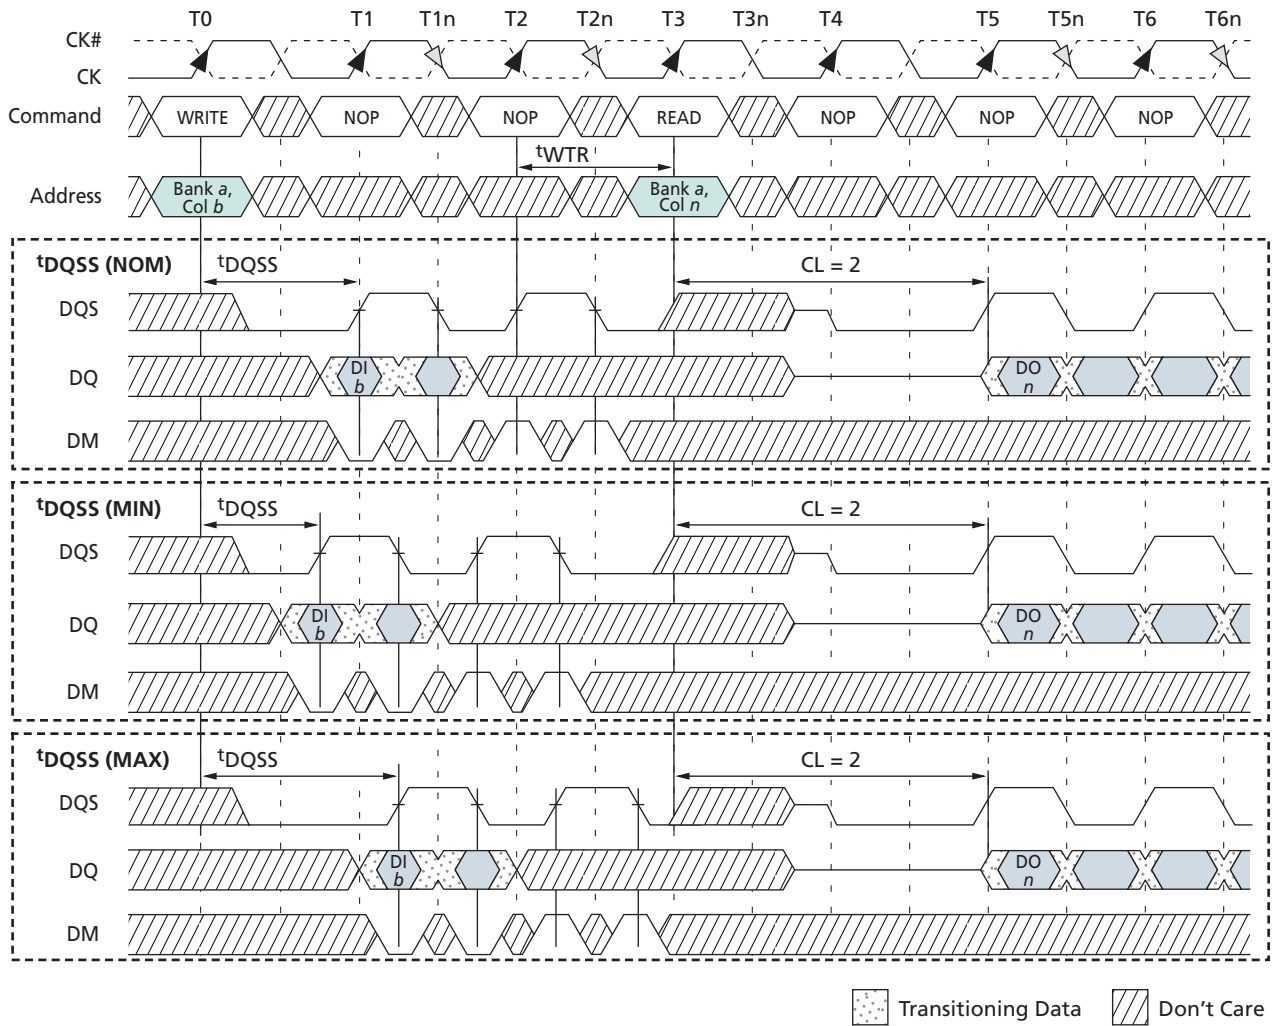 T0 T1 T1n T2 T2n T3 T3n T4 T5 T5n T6 T6n
CK#
CK
Command WRITE NOP NOP READ NOP NOP NOP
tWTR
Address Bank a, Col b Bank a, Col n
tDQSS (NOM) tDQSS CL = 2
DQS
DQ DI b DO n
DM
tDQSS (MIN) tDQSS CL = 2
DQS
DQ DI b DO n
DM
tDQSS (MAX) tDQSS CL = 2
DQS
DQ DI b DO n
DM
Transitioning Data Don't Care